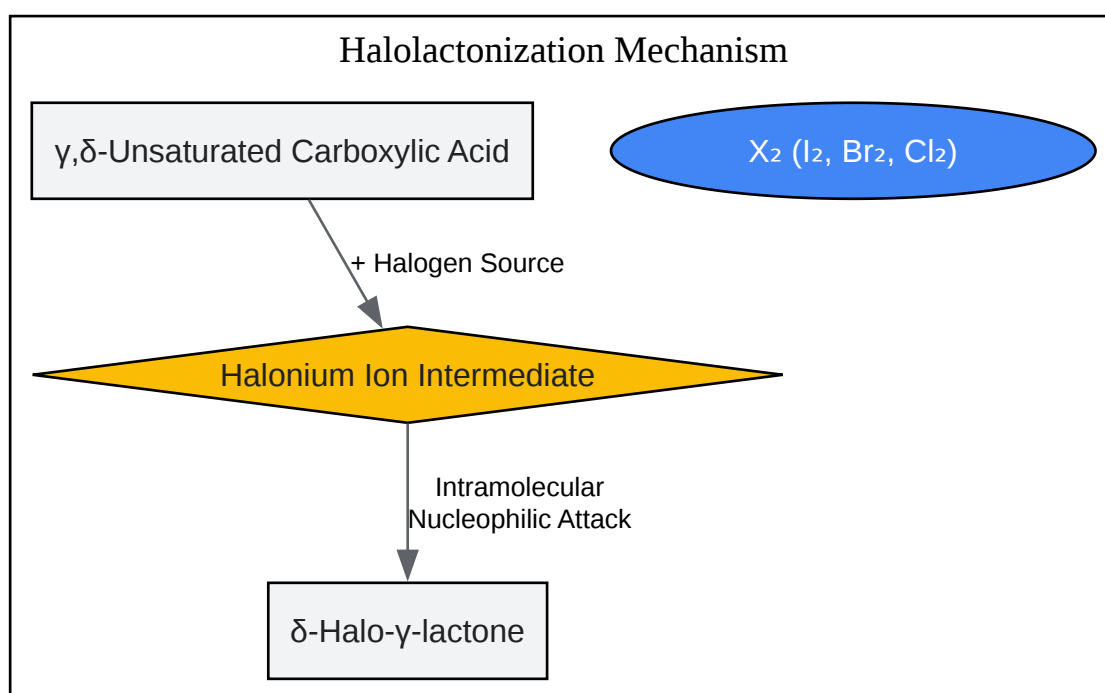 Halolactonization Mechanism
γ,δ-Unsaturated Carboxylic Acid
X₂ (I₂, Br₂, Cl₂)
+ Halogen Source
Halonium Ion Intermediate
Intramolecular
Nucleophilic Attack
δ-Halo-γ-lactone